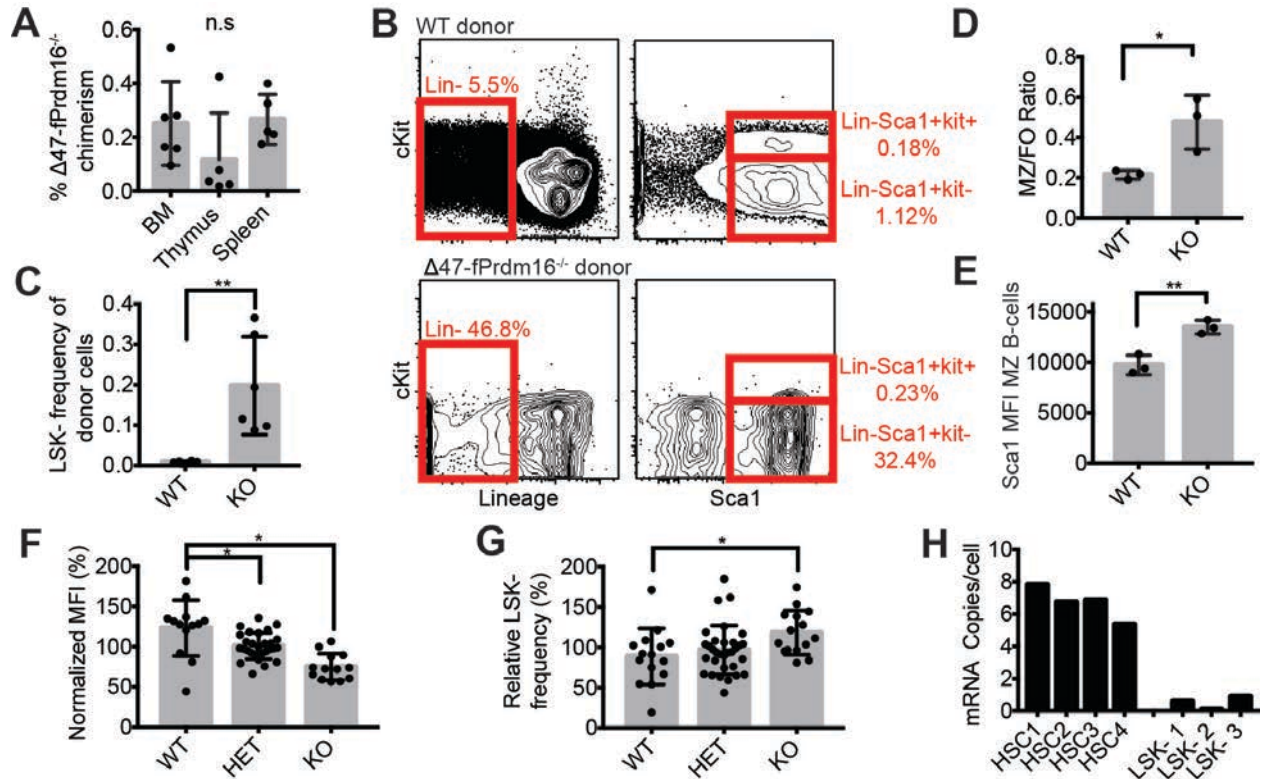 A
n.s
% Δ47-fPrdm16-/-
chimerism
0.6
0.4
0.2
0.0
BM
Thymus
Spleen
B
WT donor
Lin- 5.5%
cKit
Lin-Sca1+kit+
0.18%
Lin-Sca1+kit-
1.12%
Δ47-fPrdm16-/- donor
Lin- 46.8%
cKit
Lin-Sca1+kit+
0.23%
Lin-Sca1+kit-
32.4%
Lineage
Sca1
C
**
LSK- frequency of
donor cells
0.4
0.3
0.2
0.1
0.0
WT
KO
D
*
MZ/FO Ratio
0.8
0.6
0.4
0.2
0.0
WT
KO
E
**
Sca1 MFI MZ B-cells
15000
10000
5000
0
WT
KO
F
*
*
Normalized MFI (%)
200
150
100
50
0
WT
HET
KO
G
*
Relative LSK-
frequency (%)
200
150
100
50
0
WT
HET
KO
H
mRNA Copies/cell
10
8
6
4
2
0
HSC1
HSC2
HSC3
HSC4
LSK- 1
LSK- 2
LSK- 3